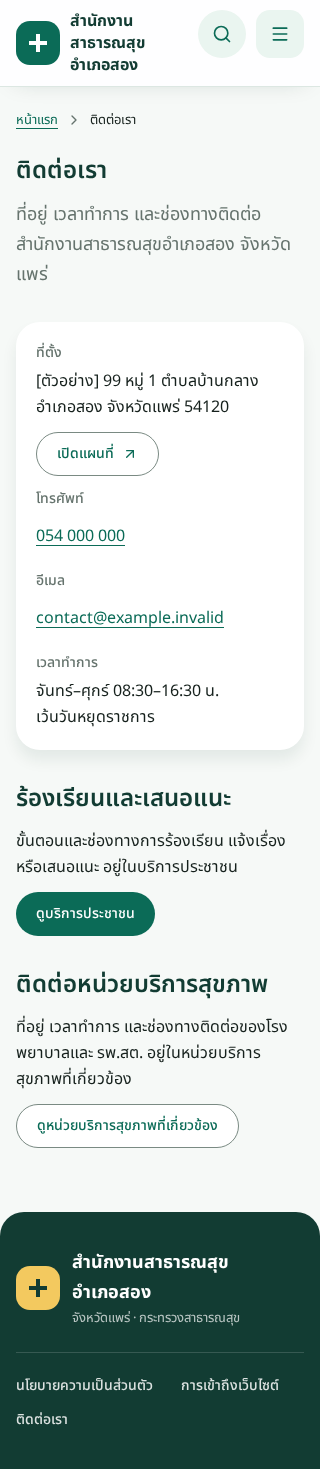 สำนักงาน
สาธารณสุข
อำเภอสอง
หน้าแรก > ติดต่อเรา
ติดต่อเรา
ที่อยู่ เวลาทำการ และช่องทางติดต่อ
สำนักงานสาธารณสุขอำเภอสอง จังหวัด
แพร่
ที่ตั้ง
[ตัวอย่าง] 99 หมู่ 1 ตำบลบ้านกลาง
อำเภอสอง จังหวัดแพร่ 54120
เปิดแผนที่
โทรศัพท์
054 000 000
อีเมล
contact@example.invalid
เวลาทำการ
จันทร์–ศุกร์ 08:30–16:30 น.
เว้นวันหยุดราชการ
ร้องเรียนและเสนอแนะ
ขั้นตอนและช่องทางการร้องเรียน แจ้งเรื่อง
หรือเสนอแนะ อยู่ในบริการประชาชน
ดูบริการประชาชน
ติดต่อหน่วยบริการสุขภาพ
ที่อยู่ เวลาทำการ และช่องทางติดต่อของโรง
พยาบาลและ รพ.สต. อยู่ในหน่วยบริการ
สุขภาพที่เกี่ยวข้อง
ดูหน่วยบริการสุขภาพที่เกี่ยวข้อง
สำนักงานสาธารณสุข
อำเภอสอง
จังหวัดแพร่ · กระทรวงสาธารณสุข
นโยบายความเป็นส่วนตัว การเข้าถึงเว็บไซต์
ติดต่อเรา